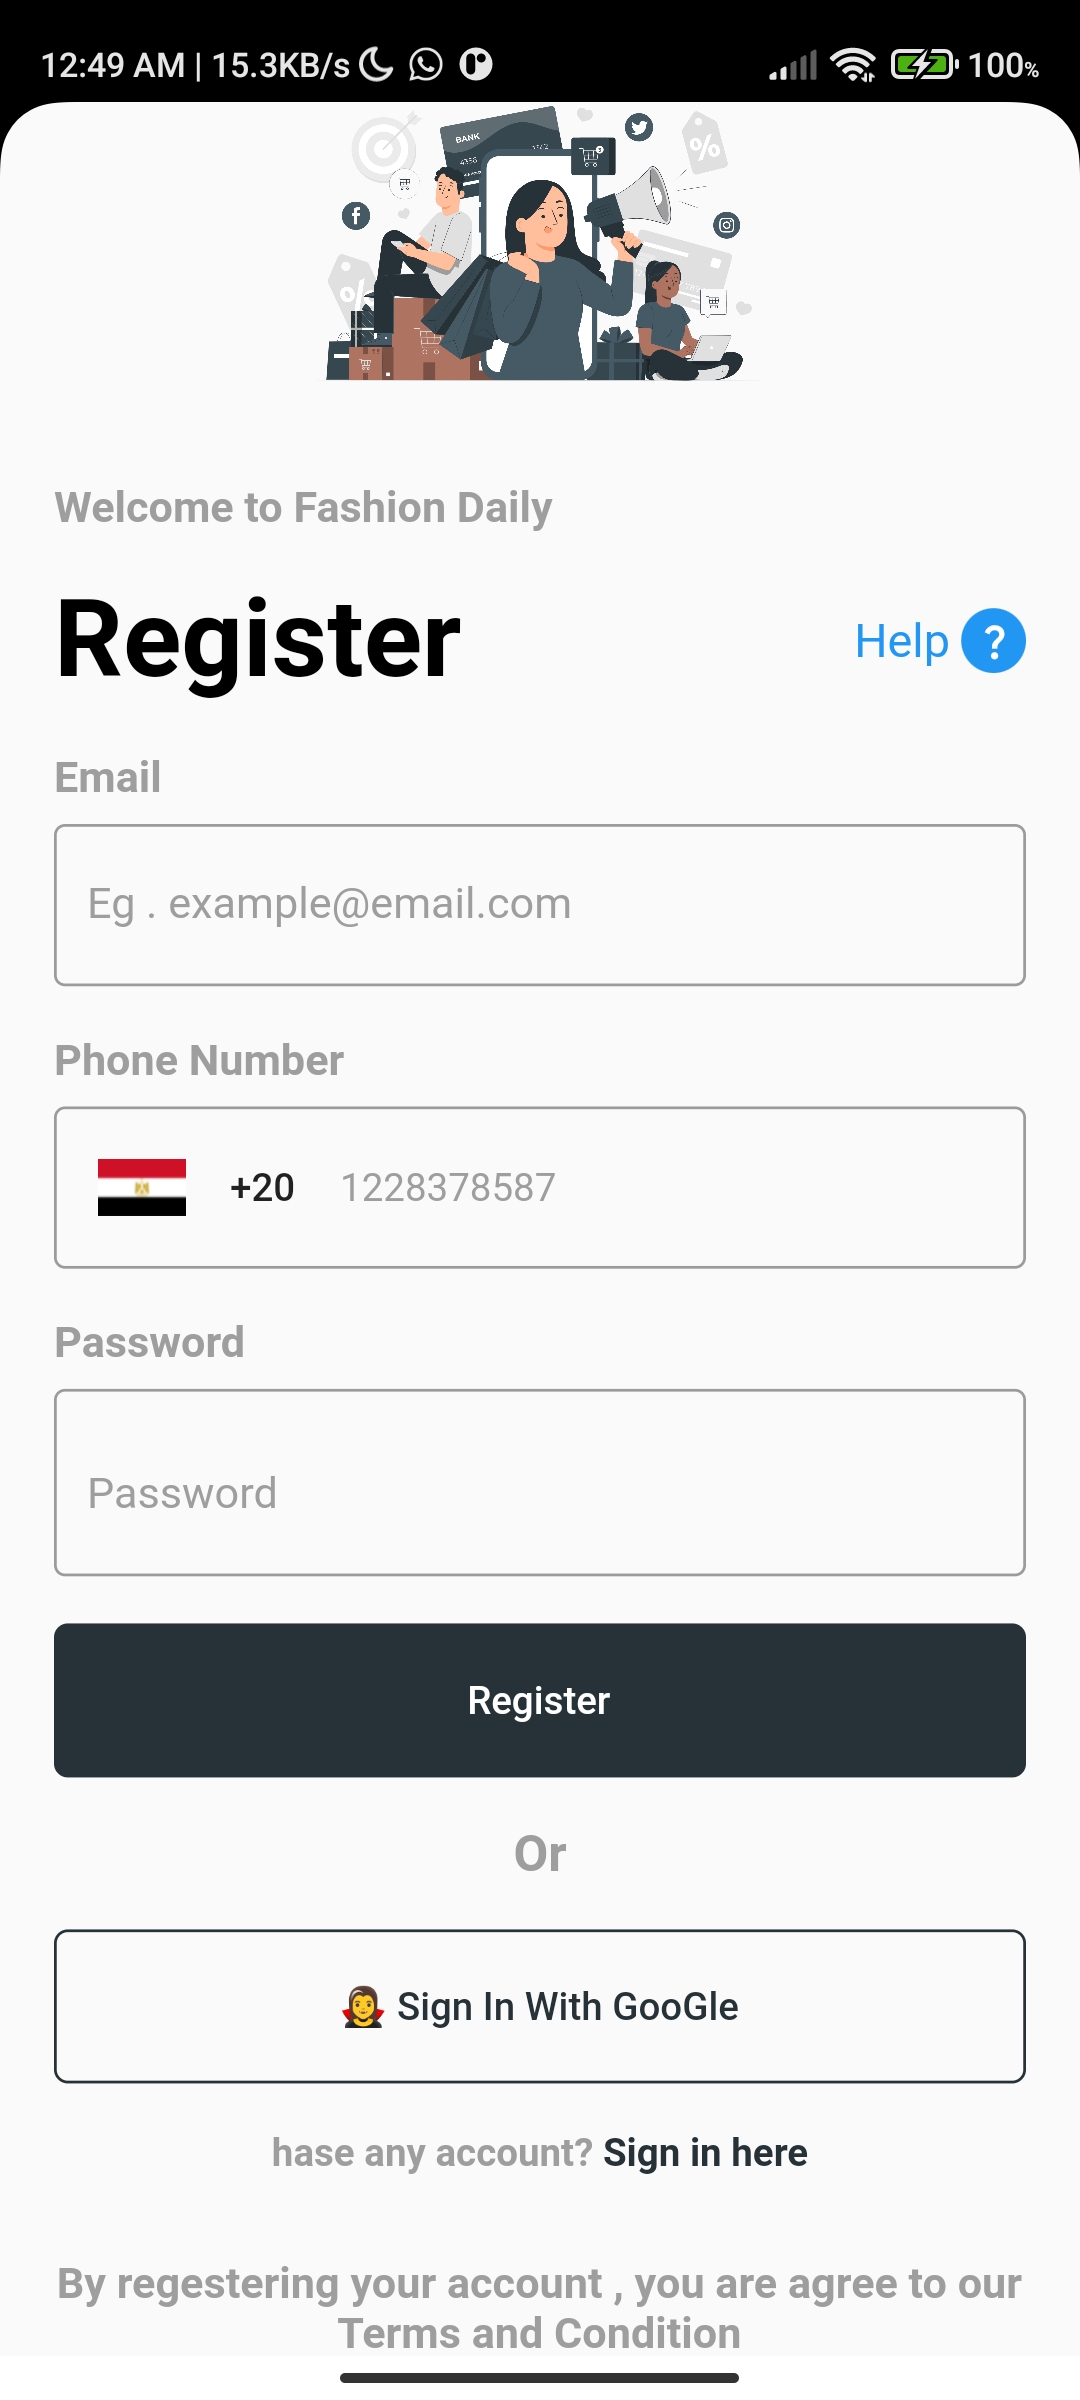 12:49 AM | 15.3KB/s
100%
BANK
%
%
Welcome to Fashion Daily
Register
Help ?
Email
Eg . example@email.com
Phone Number
+20 1228378587
Password
Password
Register
Or
Sign In With GooGle
hase any account? Sign in here
By regestering your account , you are agree to our
Terms and Condition